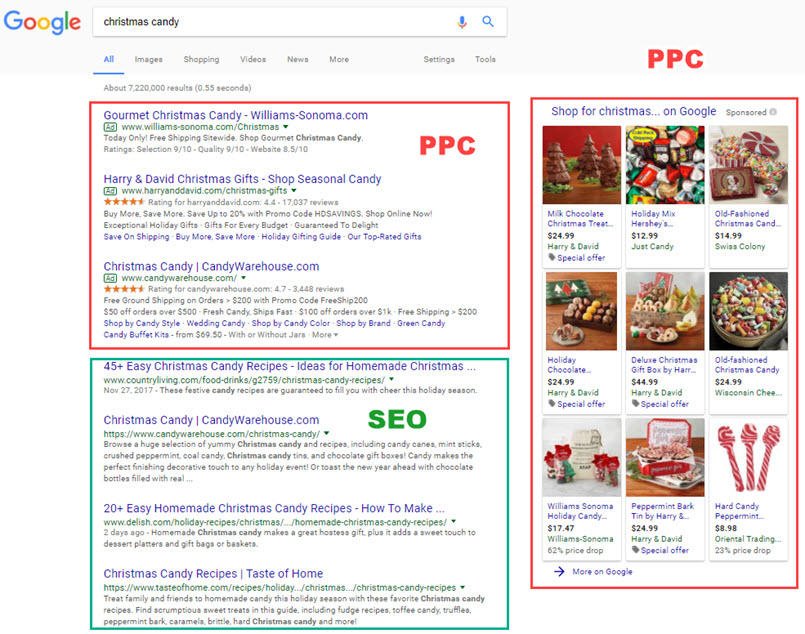 Google
christmas candy
All Images Shopping Videos News More Settings Tools
About 7,220,000 results (0.55 seconds)
PPC
Gourmet Christmas Candy - Williams-Sonoma.com
Ad www.williams-sonoma.com/Christmas
Today Only! Free Shipping Sitewide. Shop Gourmet Christmas Candy.
Ratings: Selection 9/10 - Quality 9/10 - Website 8.5/10
PPC
Harry & David Christmas Gifts - Shop Seasonal Candy
Ad www.harryanddavid.com/christmas-gifts
Rating for harryanddavid.com: 4.4 - 17,037 reviews
Buy More, Save More. Save Up to 20% with Promo Code HDSAVINGS. Shop Online Now!
Exceptional Holiday Gifts · Gifts For Every Budget · Guaranteed To Delight
Save On Shipping · Buy More, Save More · Holiday Gifting Guide · Our Top-Rated Gifts
Christmas Candy | CandyWarehouse.com
Ad www.candywarehouse.com/
Rating for candywarehouse.com: 4.7 - 3,448 reviews
Free Ground Shipping on Orders > $200 with Promo Code FreeShip200
$50 off orders over $500 · Fresh Candy, Ships Fast · $100 off orders over $1k · Free Shipping > $200
Shop by Candy Style · Wedding Candy · Shop by Candy Color · Shop by Brand · Green Candy
Candy Buffet Kits - from $69.50 - With or Without Jars · More
45+ Easy Christmas Candy Recipes - Ideas for Homemade Christmas ...
www.countryliving.com/food-drinks/g2759/christmas-candy-recipes/
Nov 27, 2017 - These festive candy recipes are guaranteed to fill you with cheer this holiday season.
Christmas Candy | CandyWarehouse.com
https://www.candywarehouse.com/christmas-candy/
Browse a huge selection of yummy Christmas candy and recipes, including candy canes, mint sticks,
crushed peppermint, coal candy, Christmas candy tins, and chocolate gift boxes! Candy makes the
perfect finishing decorative touch to any holiday event! Or toast the new year ahead with chocolate
bottles filled with real ...
SEO
20+ Easy Homemade Christmas Candy Recipes - How To Make ...
www.delish.com/holiday-recipes/christmas/.../homemade-christmas-candy-recipes/
2 days ago - Homemade Christmas candy makes a great hostess gift, plus it adds a sweet touch to
dessert platters and gift bags or baskets.
Christmas Candy Recipes | Taste of Home
https://www.tasteofhome.com/recipes/holiday.../christmas.../christmas-candy-recipes
Treat family and friends to homemade candy this holiday season with these favorite Christmas candy
recipes. Find scrumptious sweet treats in this guide, including fudge recipes, toffee candy, truffles,
peppermint bark, caramels, brittle, hard Christmas candy and more!
Shop for christmas... on Google Sponsored
Milk Chocolate
Christmas Treat...
$24.99
Harry & David
Special offer
Holiday Mix
Hershey's...
$12.99
Just Candy
Old-Fashioned
Christmas Cand...
$14.99
Swiss Colony
Holiday
Chocolate...
$24.99
Harry & David
Special offer
Deluxe Christmas
Gift Box by Harr...
$44.99
Harry & David
Special offer
Old-fashioned
Christmas Candy
$24.99
Wisconsin Chee...
Williams Sonoma
Holiday Candy...
$17.47
Williams-Sonoma
62% price drop
Peppermint Bark
Tin by Harry &...
$24.99
Harry & David
Special offer
Hard Candy
Peppermint...
$8.98
Oriental Trading...
23% price drop
More on Google